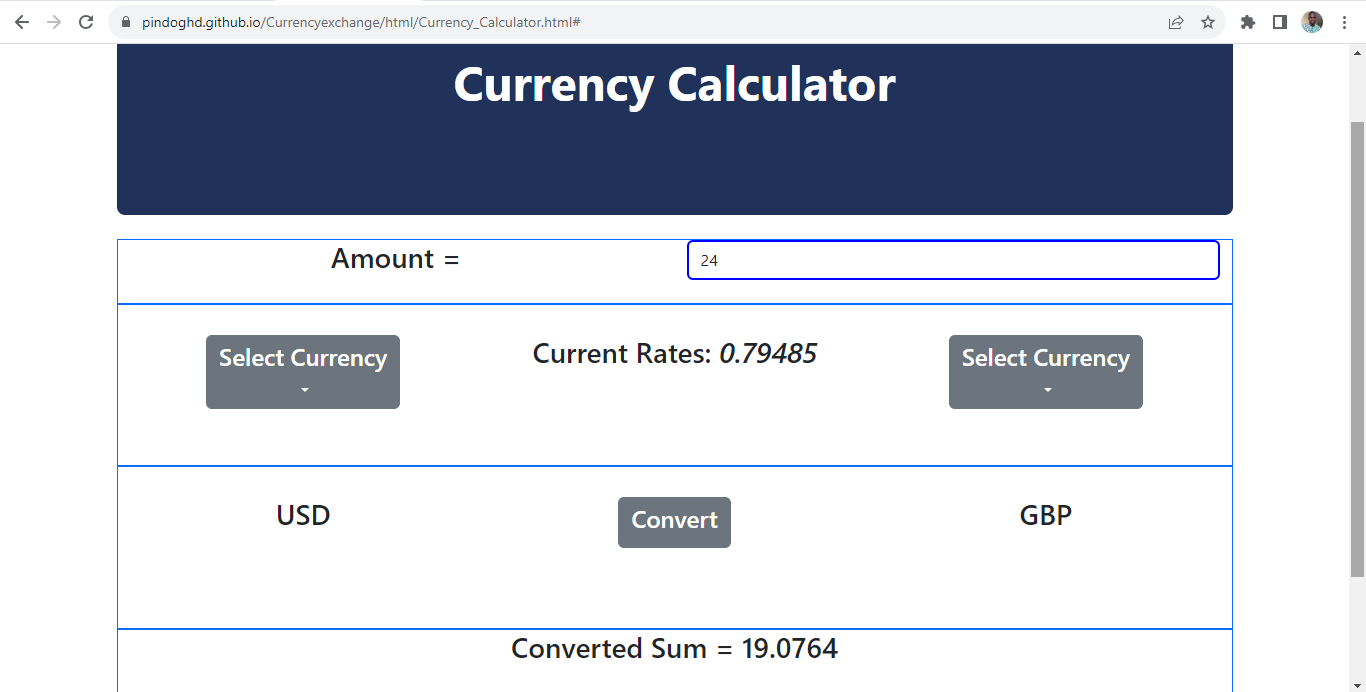 pindoghd.github.io/Currencyexchange/html/Currency_Calculator.html#
Currency Calculator
Amount =
24
Select Currency
Current Rates: 0.79485
Select Currency
USD
Convert
GBP
Converted Sum = 19.0764